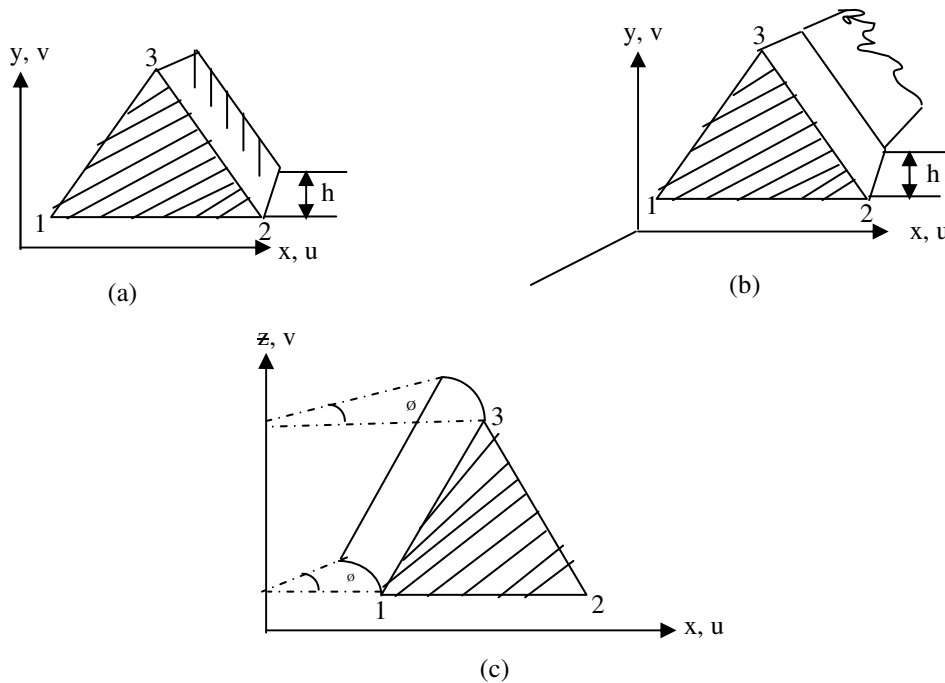 y, v
3
h
1
2
x, u
(a)
y, v
3
h
1
2
x, u
(b)
ƶ, v
ø
3
ø
1
2
x, u
(c)